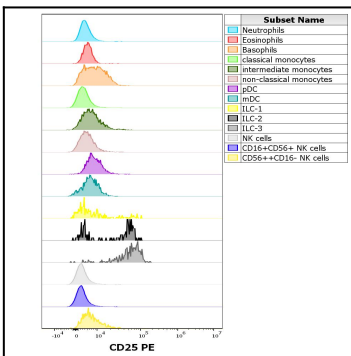 Subset Name
Neutrophils
Eosinophils
Basophils
classical monocytes
intermediate monocytes
non-classical monocytes
pDC
mDC
ILC-1
ILC-2
ILC-3
NK cells
CD16+CD56+ NK cells
CD56++CD16- NK cells
-10⁴ 0 10⁴ 10⁵ 10⁶ 10⁷
CD25 PE